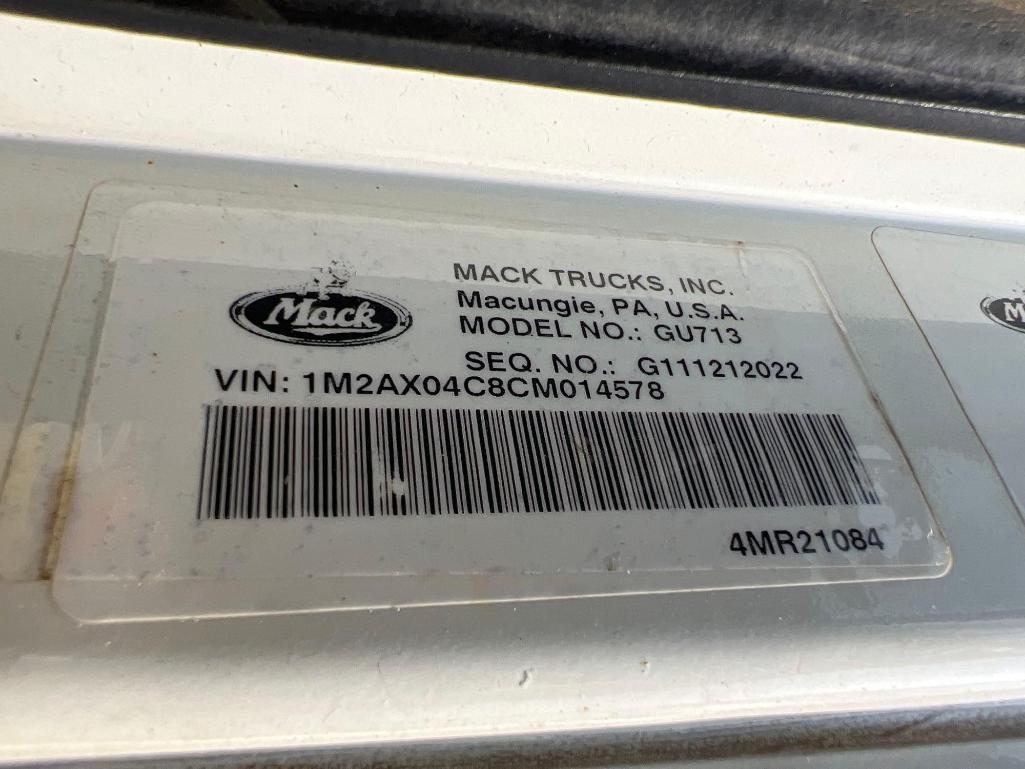 MACK TRUCKS, INC.
Mack
Macungie, PA, U.S.A.
MODEL NO.: GU713
SEQ. NO.: G111212022
VIN: 1M2AX04C8CM014578
4MR21084